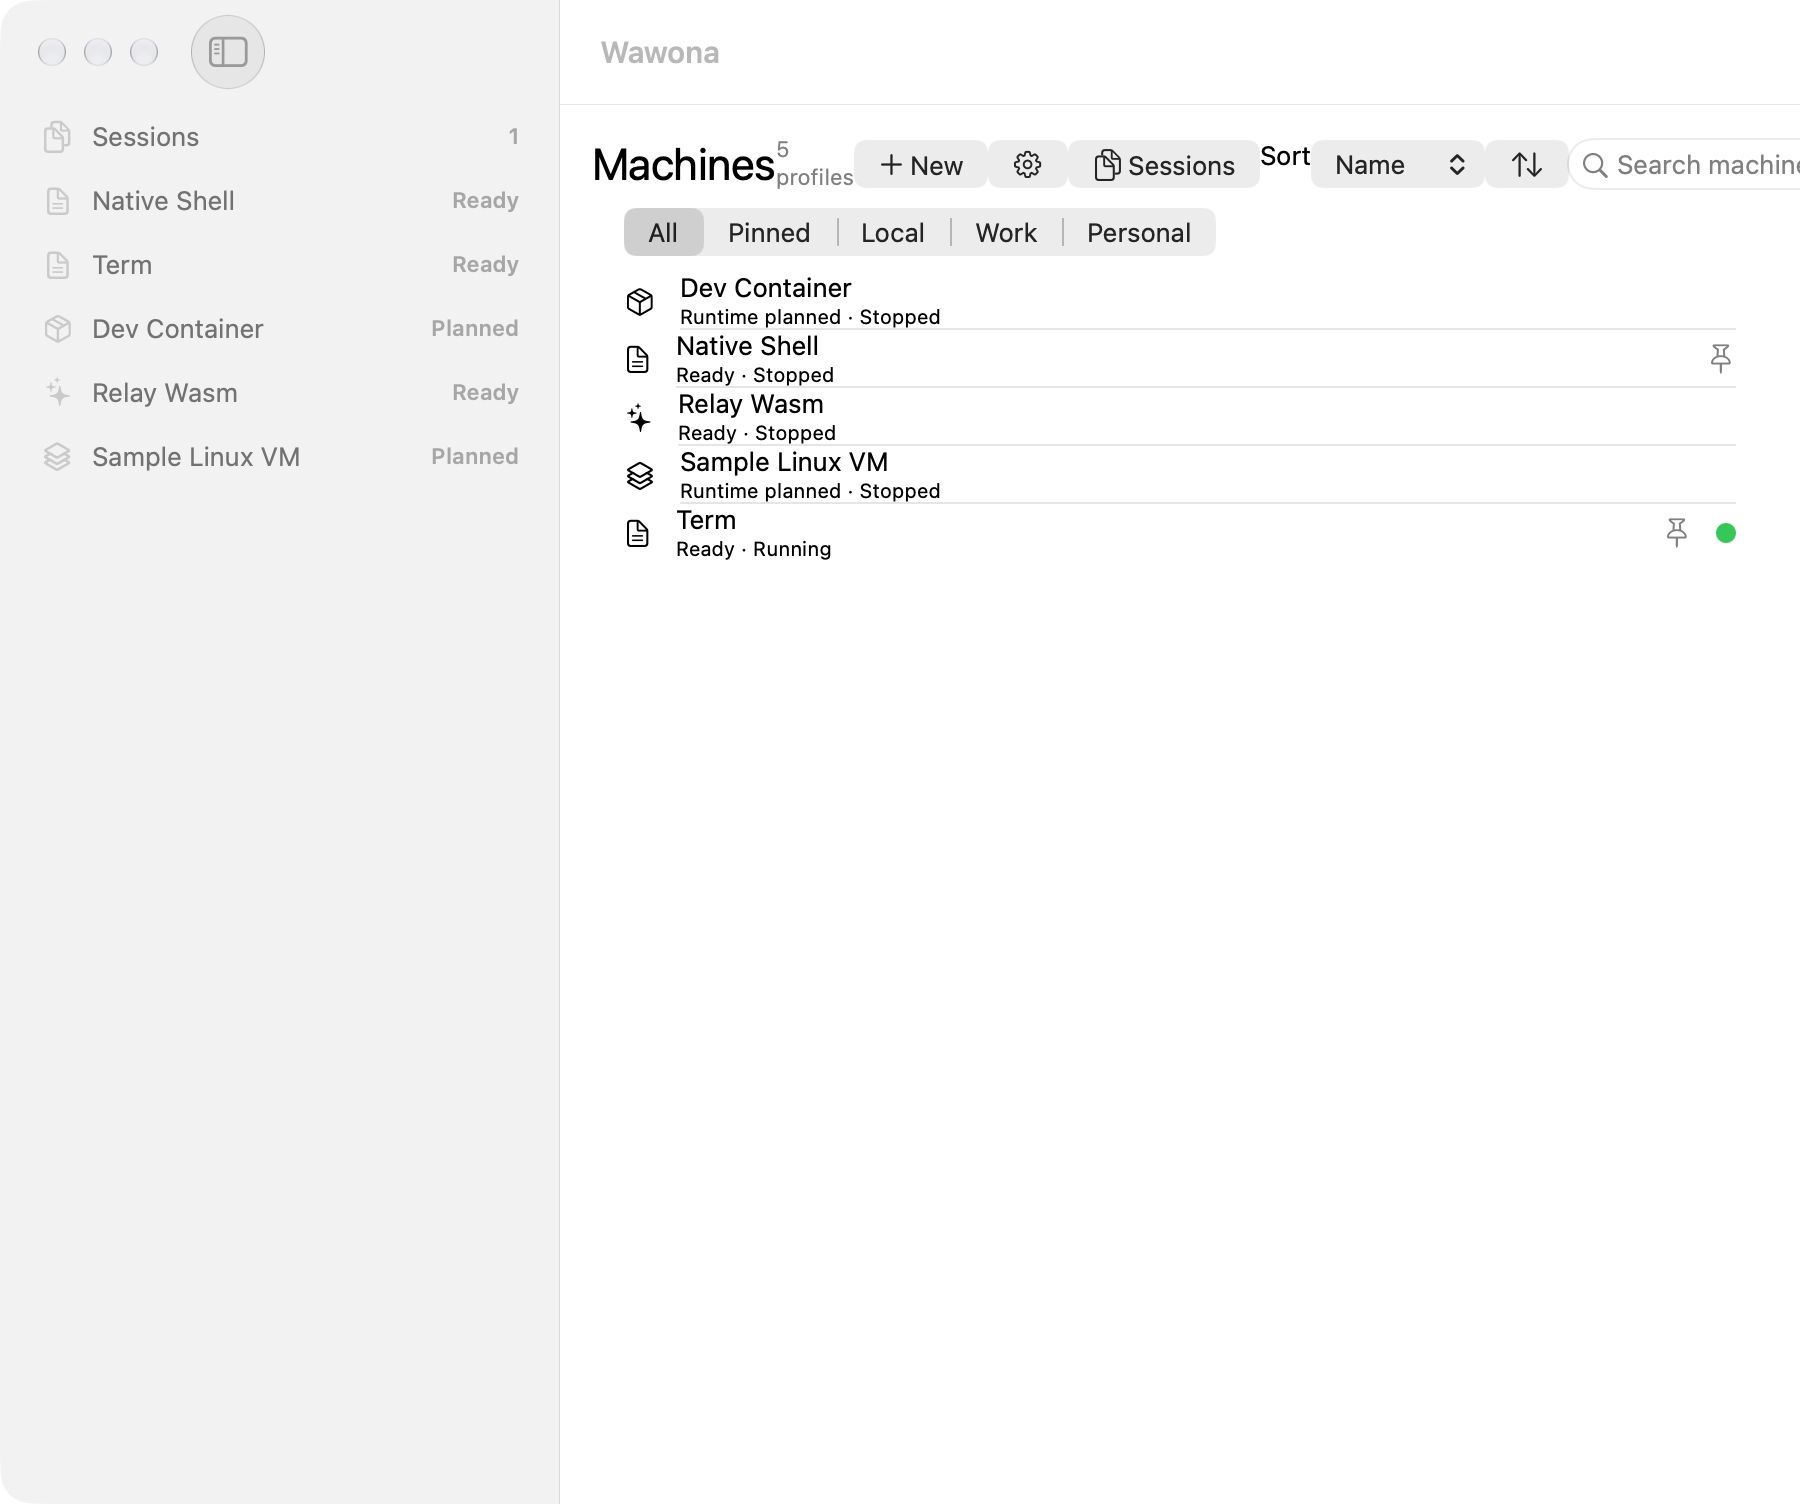 Wawona
Sessions 1
Native Shell Ready
Term Ready
Dev Container Planned
Relay Wasm Ready
Sample Linux VM Planned
Machines 5 profiles New Sessions Sort Name Search machine
All Pinned Local Work Personal
Dev Container
Runtime planned · Stopped
Native Shell
Ready · Stopped
Relay Wasm
Ready · Stopped
Sample Linux VM
Runtime planned · Stopped
Term
Ready · Running